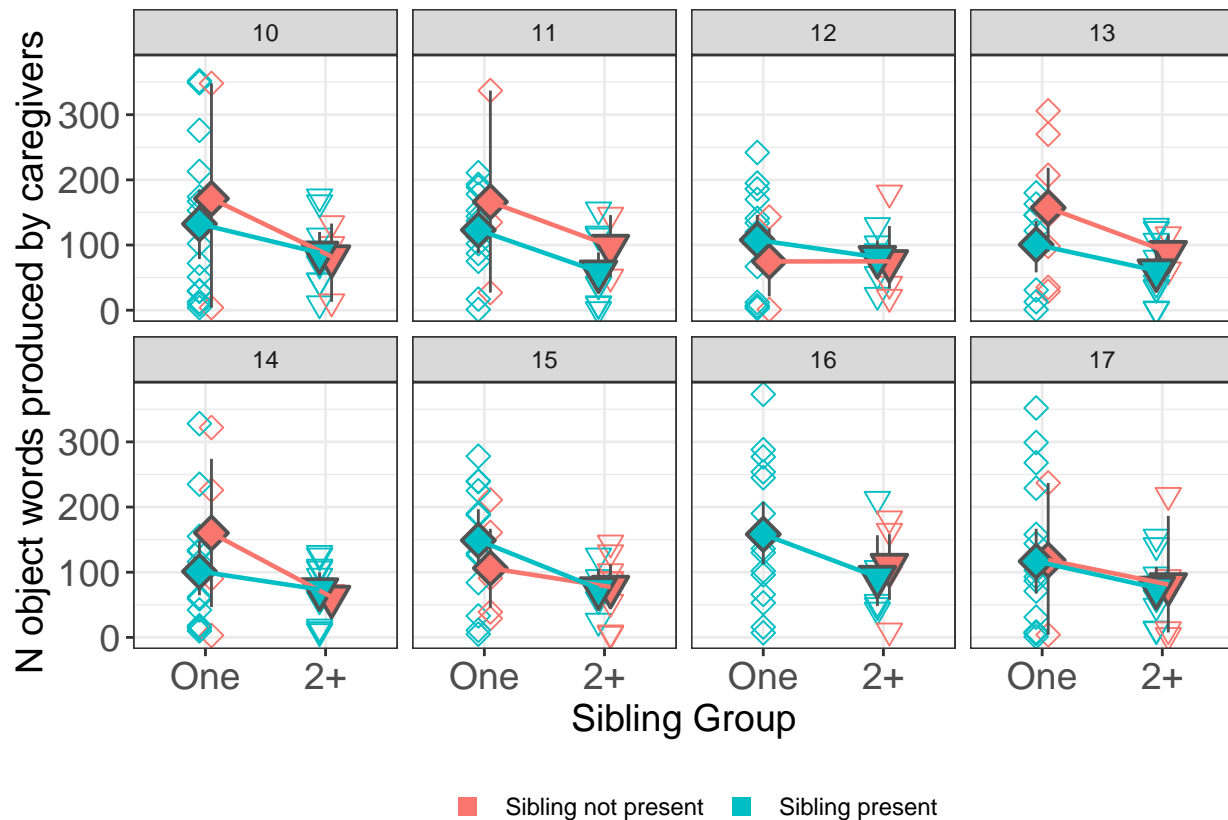 N object words produced by caregivers
10 11 12 13
300
200
100
0
14 15 16 17
300
200
100
0
One 2+ One 2+ One 2+ One 2+
Sibling Group
Sibling not present Sibling present